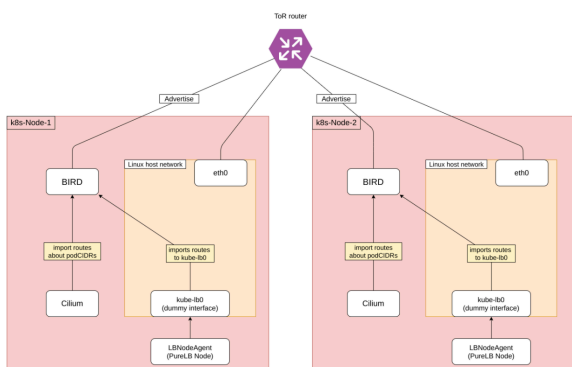 ToR router
Advertise
Advertise
k8s-Node-1
k8s-Node-2
Linux host network
eth0
BIRD
Linux host network
eth0
BIRD
import routes
about podCIDRs
imports routes
to kube-lb0
import routes
about podCIDRs
imports routes
to kube-lb0
Cilium
kube-lb0
(dummy interface)
Cilium
kube-lb0
(dummy interface)
LBNodeAgent
(PureLB Node)
LBNodeAgent
(PureLB Node)